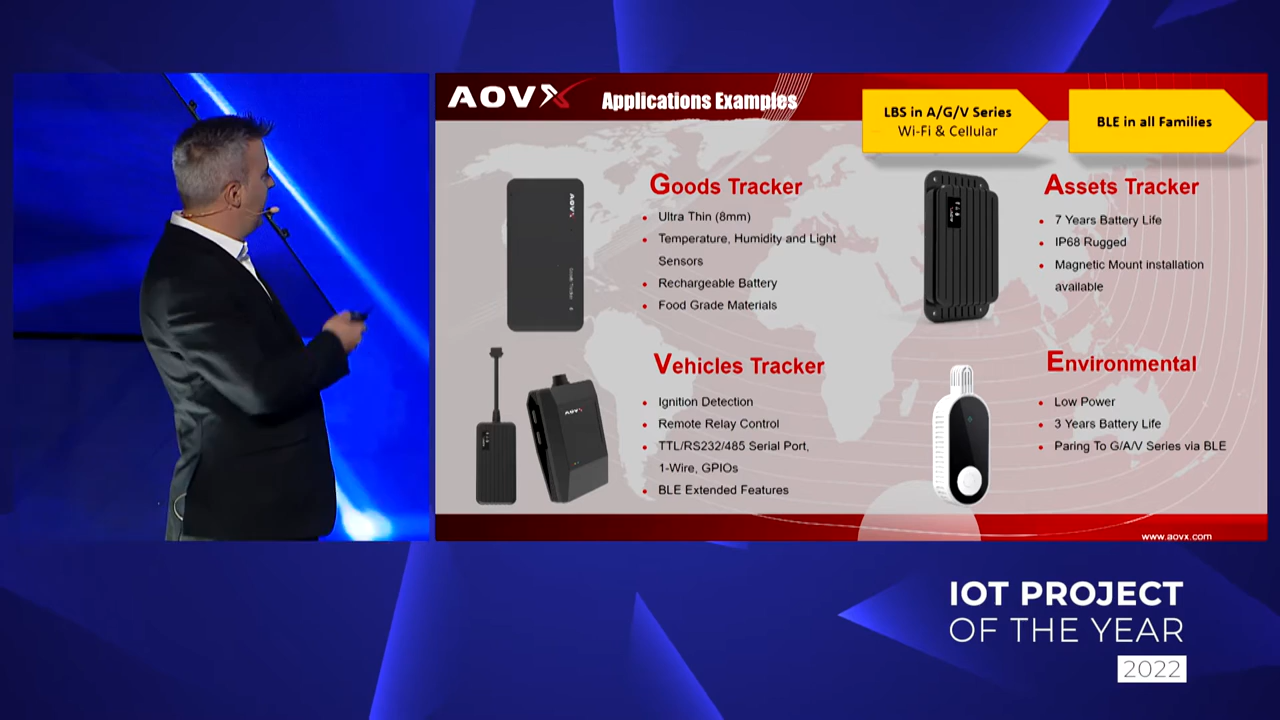 AOVX
Applications Examples
LBS in A/G/V Series
Wi-Fi & Cellular
BLE in all Families
Goods Tracker
Ultra Thin (8mm)
Temperature, Humidity and Light
Sensors
Rechargeable Battery
Food Grade Materials
Assets Tracker
7 Years Battery Life
IP68 Rugged
Magnetic Mount installation
available
Vehicles Tracker
Ignition Detection
Remote Relay Control
TTL/RS232/485 Serial Port,
1-Wire, GPIOs
BLE Extended Features
Environmental
Low Power
3 Years Battery Life
Paring To G/A/V Series via BLE
AOVX
AOVX
www.aovx.com
IOT PROJECT
OF THE YEAR
2022